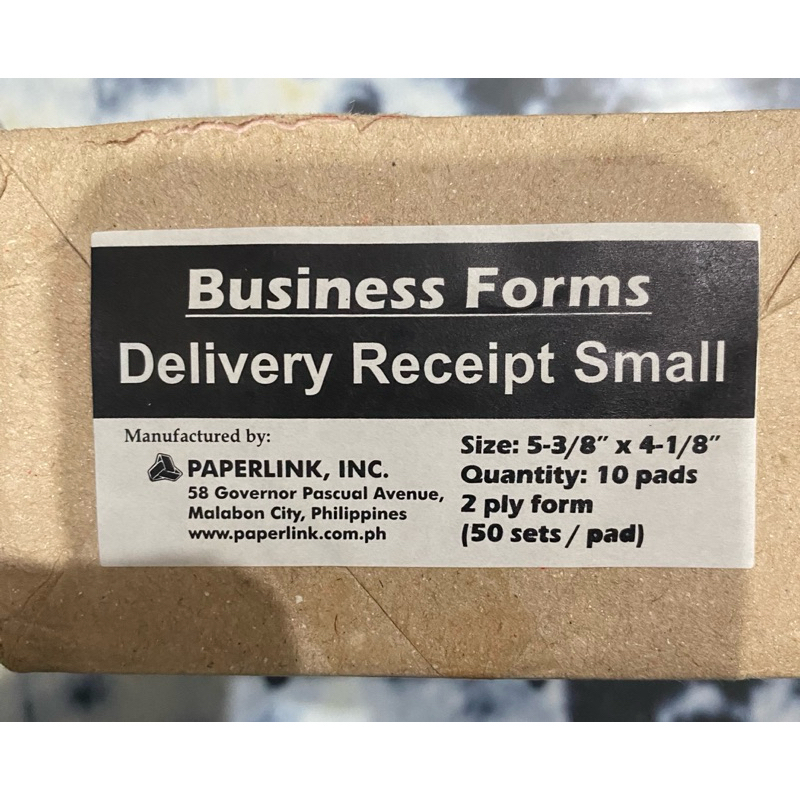 Business Forms
Delivery Receipt Small
Manufactured by:
PAPERLINK, INC.
58 Governor Pascual Avenue,
Malabon City, Philippines
www.paperlink.com.ph
Size: 5-3/8" x 4-1/8"
Quantity: 10 pads
2 ply form
(50 sets / pad)